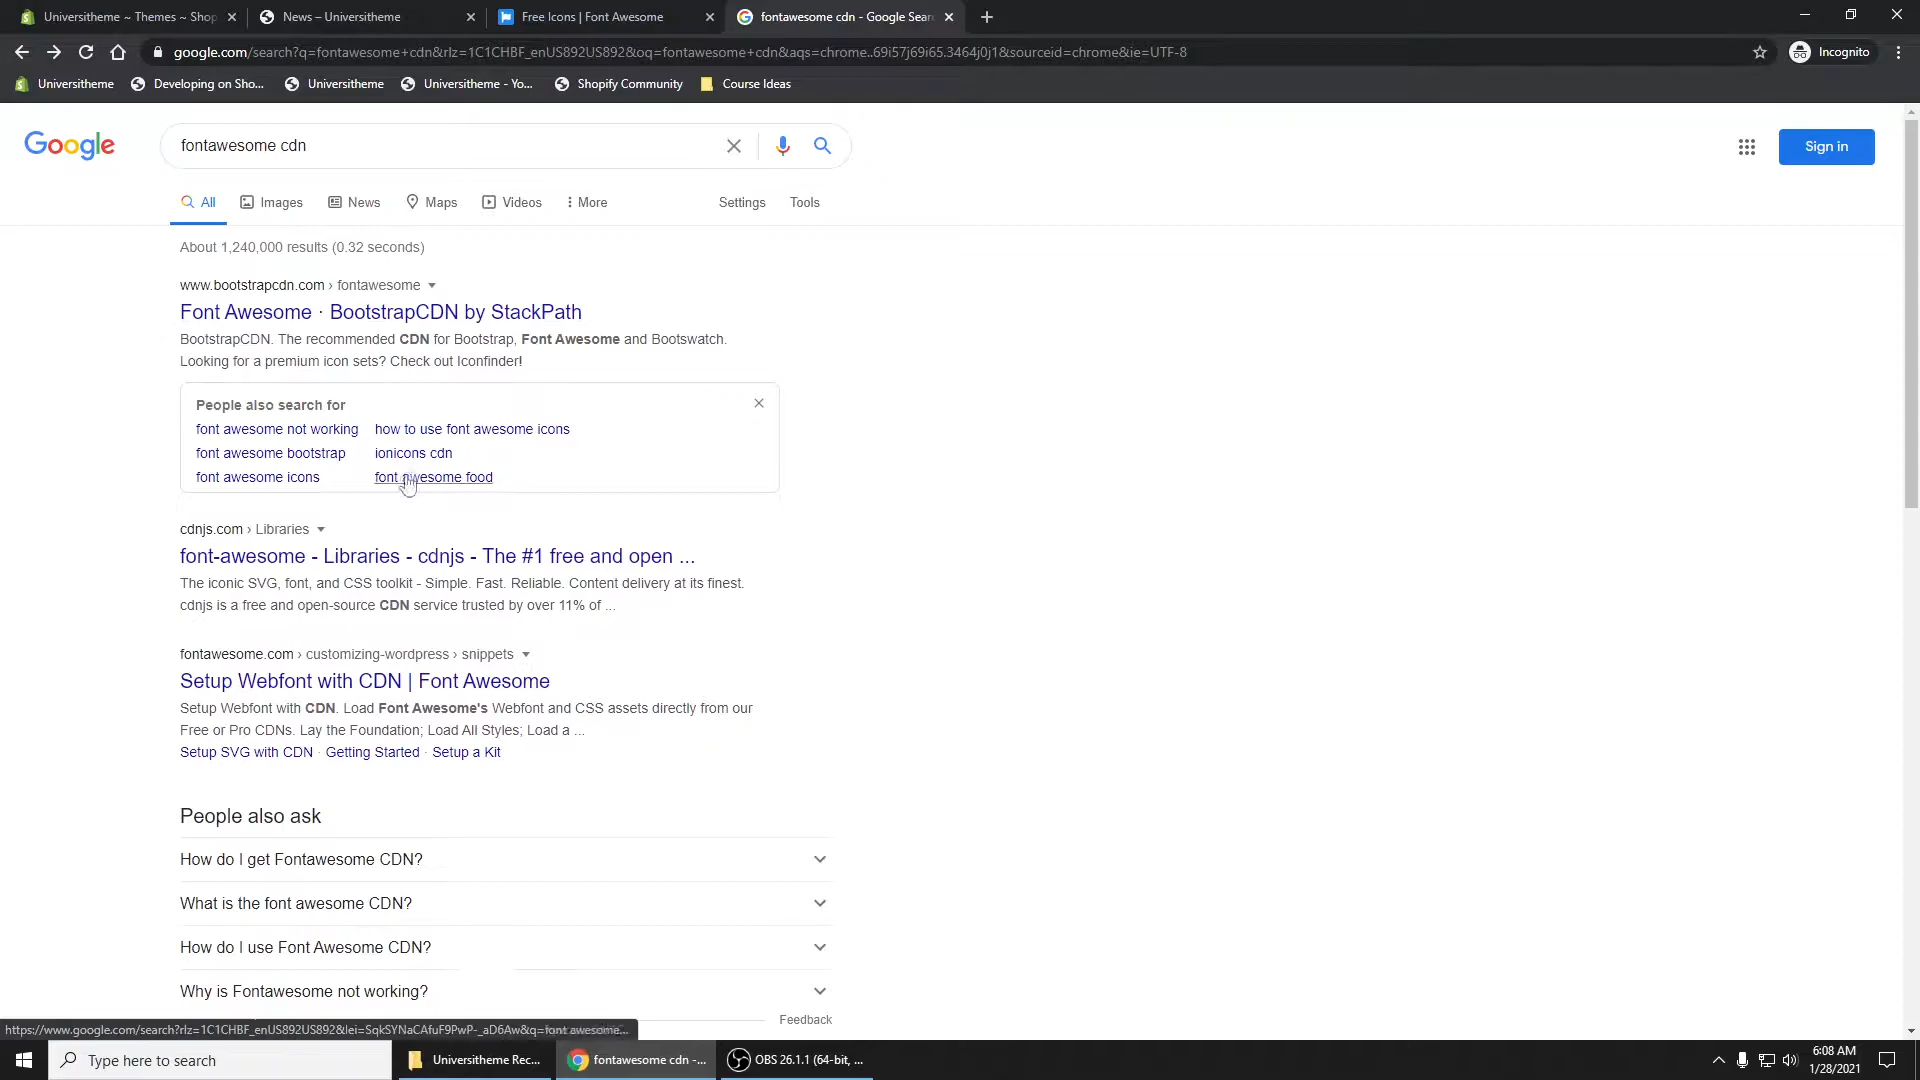 Universitheme ~ Themes ~ Shop
News – Universitheme
Free Icons | Font Awesome
fontawesome cdn - Google Sear
google.com/search?q=fontawesome+cdn&rlz=1C1CHBF_enUS892US892&oq=fontawesome+cdn&aqs=chrome..69i57j69i65.3464j0j1&sourceid=chrome&ie=UTF-8
Incognito
Universitheme
Developing on Sho...
Universitheme
Universitheme - Yo...
Shopify Community
Course Ideas
Google
fontawesome cdn
Sign in
All
Images
News
Maps
Videos
More
Settings
Tools
About 1,240,000 results (0.32 seconds)
www.bootstrapcdn.com › fontawesome
Font Awesome · BootstrapCDN by StackPath
BootstrapCDN. The recommended CDN for Bootstrap, Font Awesome and Bootswatch.
Looking for a premium icon sets? Check out Iconfinder!
People also search for
font awesome not working
how to use font awesome icons
font awesome bootstrap
ionicons cdn
font awesome icons
font awesome food
cdnjs.com › Libraries
font-awesome - Libraries - cdnjs - The #1 free and open ...
The iconic SVG, font, and CSS toolkit - Simple. Fast. Reliable. Content delivery at its finest.
cdnjs is a free and open-source CDN service trusted by over 11% of ...
fontawesome.com › customizing-wordpress › snippets
Setup Webfont with CDN | Font Awesome
Setup Webfont with CDN. Load Font Awesome's Webfont and CSS assets directly from our
Free or Pro CDNs. Lay the Foundation; Load All Styles; Load a ...
Setup SVG with CDN · Getting Started · Setup a Kit
People also ask
How do I get Fontawesome CDN?
What is the font awesome CDN?
How do I use Font Awesome CDN?
Why is Fontawesome not working?
Feedback
https://www.google.com/search?rlz=1C1CHBF_enUS892US892&lei=SqkSYNaCAfuF9PwP-_aD6Aw&q=font awesome...
Type here to search
Universitheme Rec...
fontawesome cdn -...
OBS 26.1.1 (64-bit, ...
6:08 AM
1/28/2021